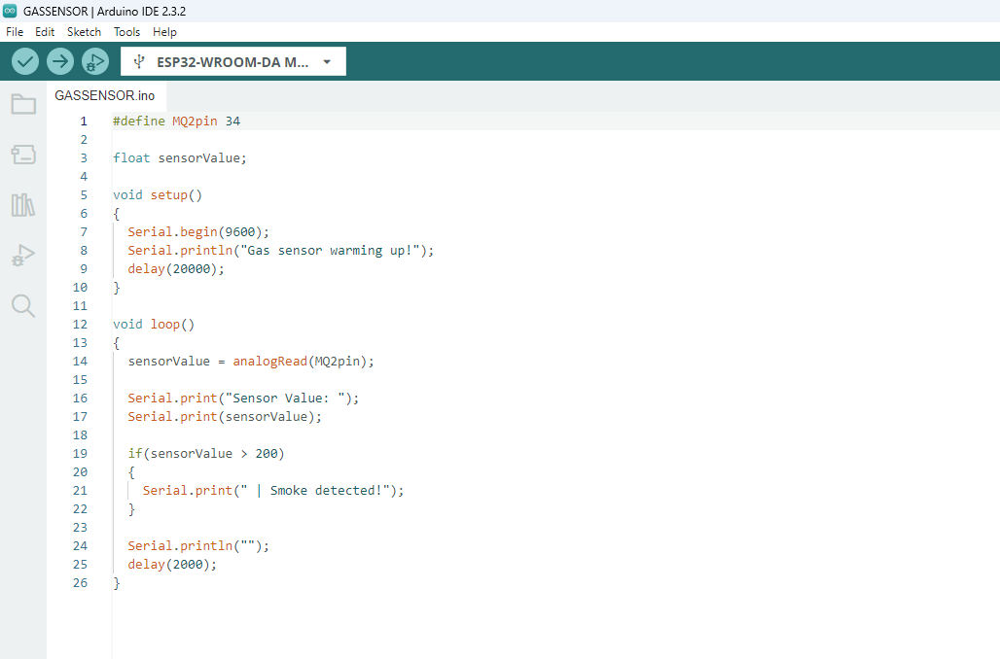 GASSENSOR | Arduino IDE 2.3.2
File Edit Sketch Tools Help
ESP32-WROOM-DA M...
GASSENSOR.ino
1 #define MQ2pin 34
2
3 float sensorValue;
4
5 void setup()
6 {
7 Serial.begin(9600);
8 Serial.println("Gas sensor warming up!");
9 delay(20000);
10 }
11
12 void loop()
13 {
14 sensorValue = analogRead(MQ2pin);
15
16 Serial.print("Sensor Value: ");
17 Serial.print(sensorValue);
18
19 if(sensorValue > 200)
20 {
21 Serial.print(" | Smoke detected!");
22 }
23
24 Serial.println("");
25 delay(2000);
26 }